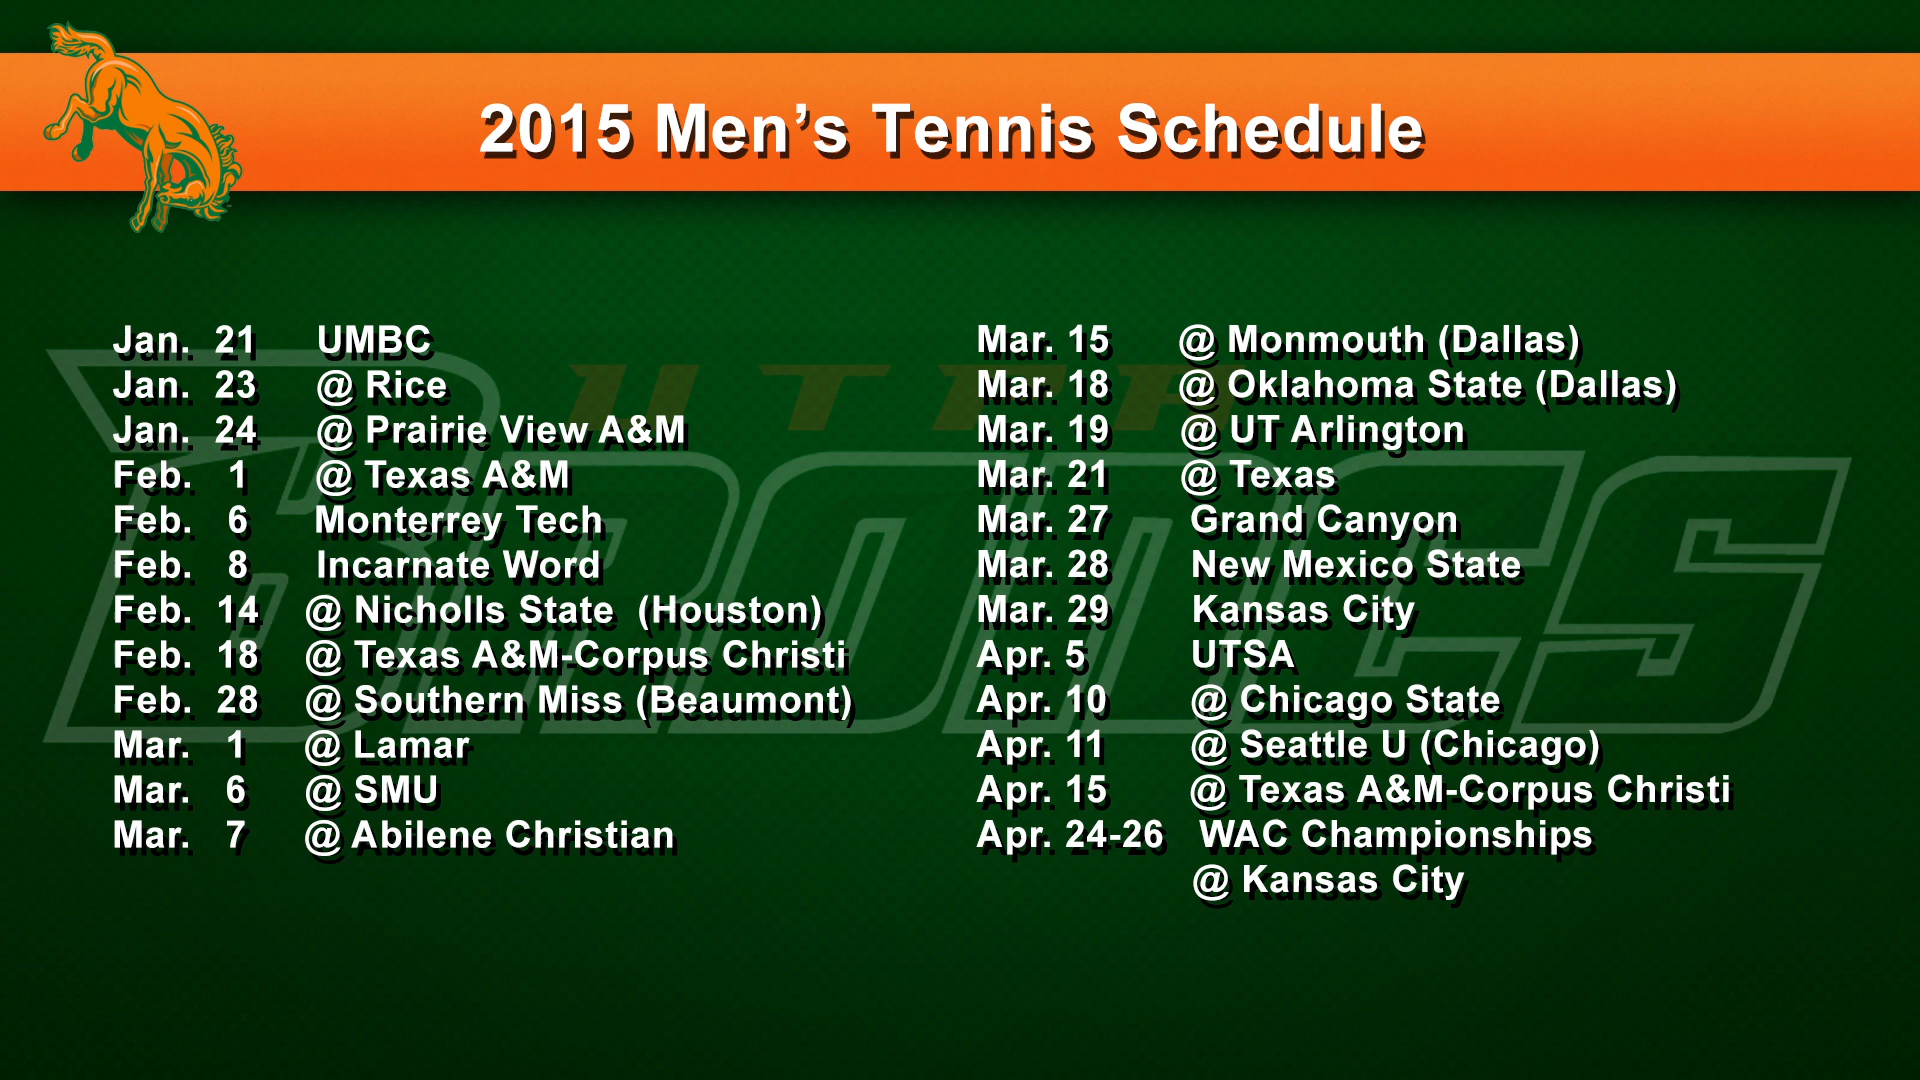 2015 Men's Tennis Schedule
UTPA
BRONCS
Jan. 21 UMBC
Jan. 23 @ Rice
Jan. 24 @ Prairie View A&M
Feb. 1 @ Texas A&M
Feb. 6 Monterrey Tech
Feb. 8 Incarnate Word
Feb. 14 @ Nicholls State (Houston)
Feb. 18 @ Texas A&M-Corpus Christi
Feb. 28 @ Southern Miss (Beaumont)
Mar. 1 @ Lamar
Mar. 6 @ SMU
Mar. 7 @ Abilene Christian
Mar. 15 @ Monmouth (Dallas)
Mar. 18 @ Oklahoma State (Dallas)
Mar. 19 @ UT Arlington
Mar. 21 @ Texas
Mar. 27 Grand Canyon
Mar. 28 New Mexico State
Mar. 29 Kansas City
Apr. 5 UTSA
Apr. 10 @ Chicago State
Apr. 11 @ Seattle U (Chicago)
Apr. 15 @ Texas A&M-Corpus Christi
Apr. 24-26 WAC Championships
@ Kansas City